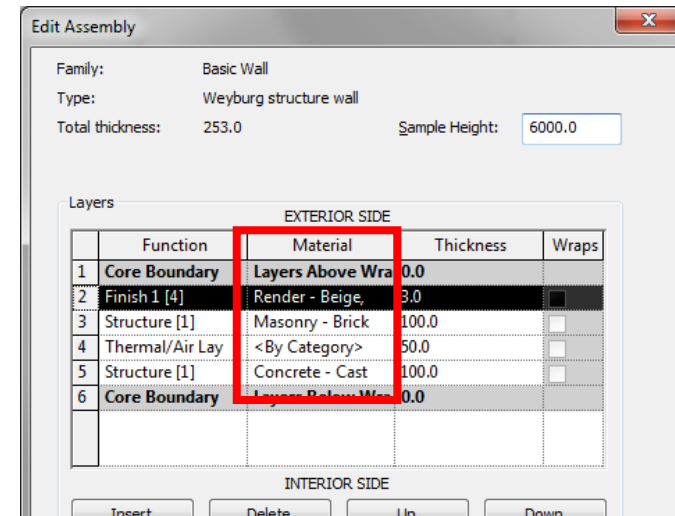 Edit Assembly
Family: Basic Wall
Type: Weyburg structure wall
Total thickness: 253.0 Sample Height: 6000.0
Layers
EXTERIOR SIDE
Function Material Thickness Wraps
1 Core Boundary Layers Above Wra 0.0
2 Finish 1 [4] Render - Beige, 3.0
3 Structure [1] Masonry - Brick 100.0
4 Thermal/Air Lay <By Category> 50.0
5 Structure [1] Concrete - Cast 100.0
6 Core Boundary Layers Below Wra 0.0
INTERIOR SIDE
Insert Delete Up Down